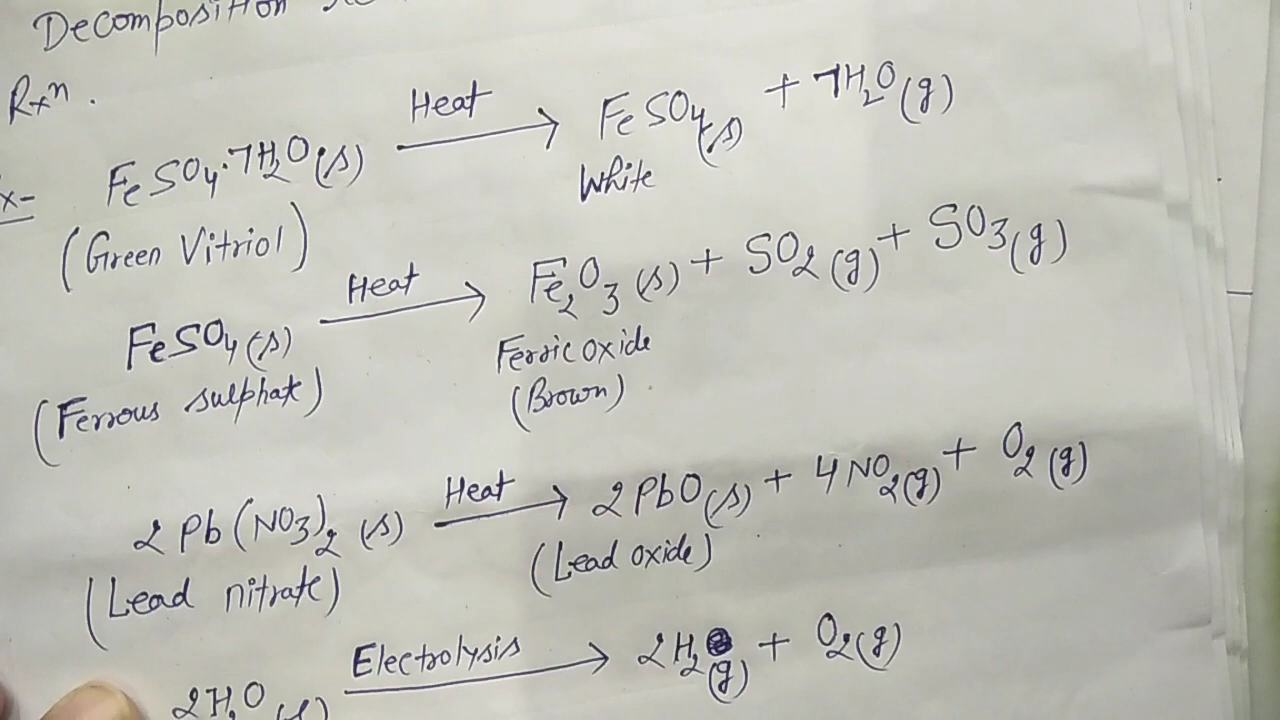 Decomposition
Rxn.
x- FeSO4.7H2O(s) Heat → FeSO4(s) + 7H2O(g)
(Green Vitriol) White
FeSO4(s) Heat → Fe2O3(s) + SO2(g) + SO3(g)
(Ferrous sulphate) Ferric oxide
(Brown)
2Pb(NO3)2(s) Heat → 2PbO(s) + 4NO2(g) + O2(g)
(Lead nitrate) (Lead oxide)
2H2O Electrolysis → 2H2(g) + O2(g)